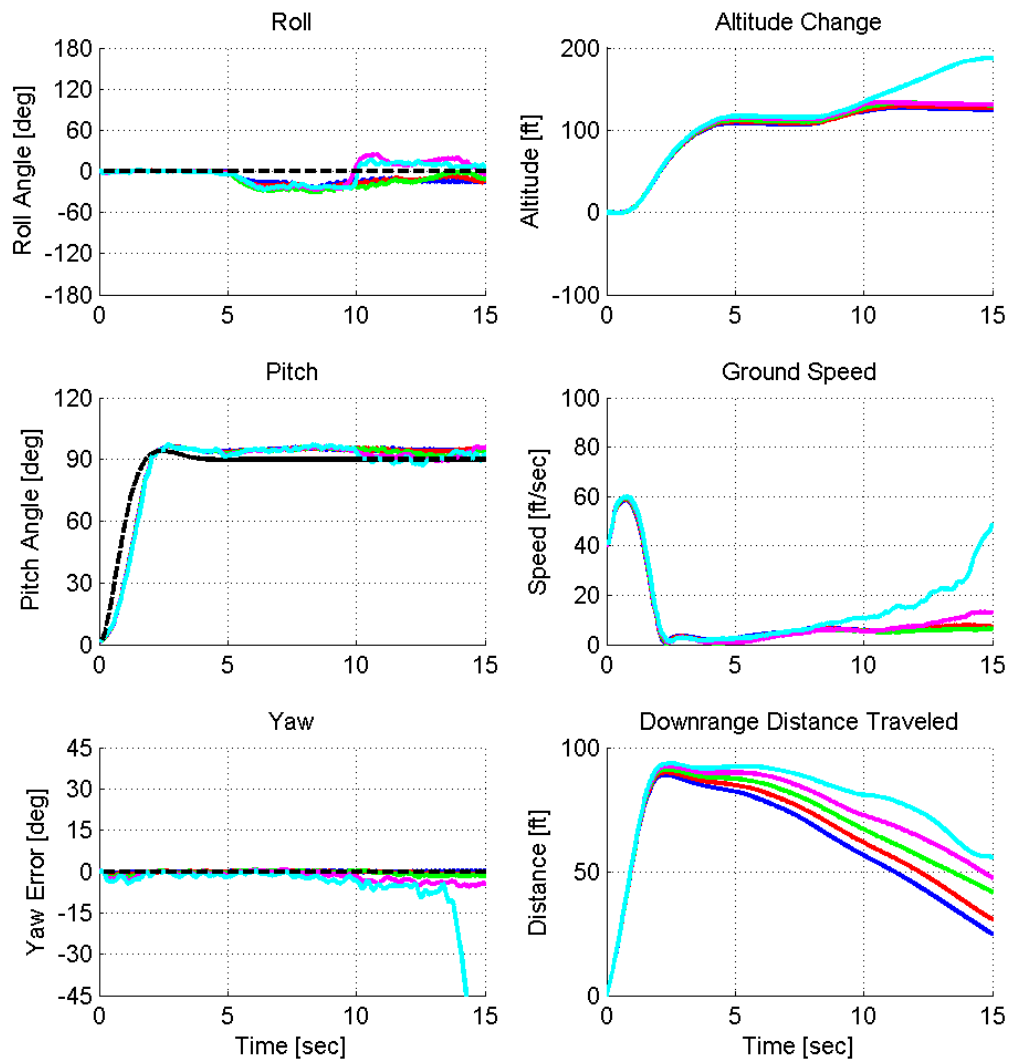 Roll
180
120
60
0
-60
-120
-180
Roll Angle [deg]
0 5 10 15
Altitude Change
200
100
0
-100
Altitude [ft]
0 5 10 15
Pitch
120
90
60
30
0
Pitch Angle [deg]
0 5 10 15
Ground Speed
100
80
60
40
20
0
Speed [ft/sec]
0 5 10 15
Yaw
45
30
15
0
-15
-30
-45
Yaw Error [deg]
0 5 10 15
Time [sec]
Downrange Distance Traveled
100
50
0
Distance [ft]
0 5 10 15
Time [sec]